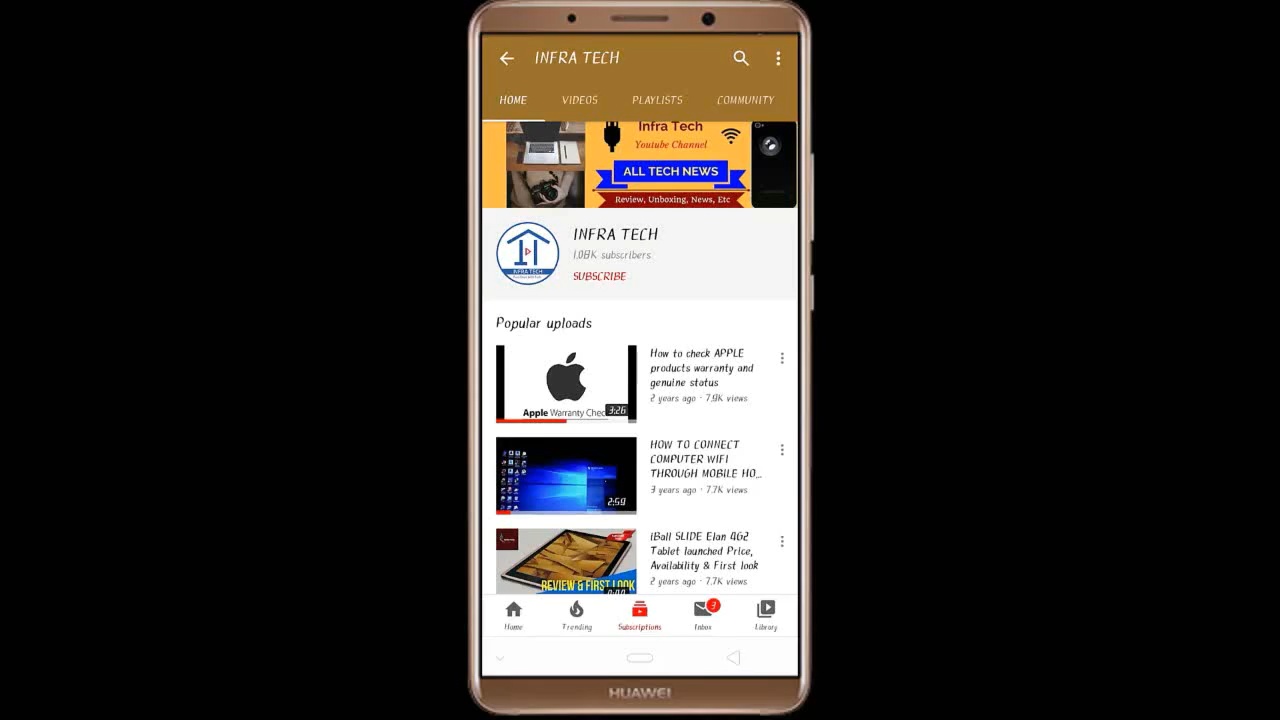 INFRA TECH
HOME VIDEOS PLAYLISTS COMMUNITY
Infra Tech
Youtube Channel
ALL TECH NEWS
Review, Unboxing, News, Etc
INFRA TECH
INFRA TECH
1.08K subscribers
SUBSCRIBE
Popular uploads
Apple Warranty Chec
3:26
How to check APPLE
products warranty and
genuine status
2 years ago · 7.9K views
2:59
HOW TO CONNECT
COMPUTER WIFI
THROUGH MOBILE HO...
3 years ago · 7.7K views
REVIEW & FIRST LOOK
iBall SLIDE Elan 4G2
Tablet launched Price,
Availability & First look
2 years ago · 7.7K views
Home Trending Subscriptions Inbox Library
HUAWEI